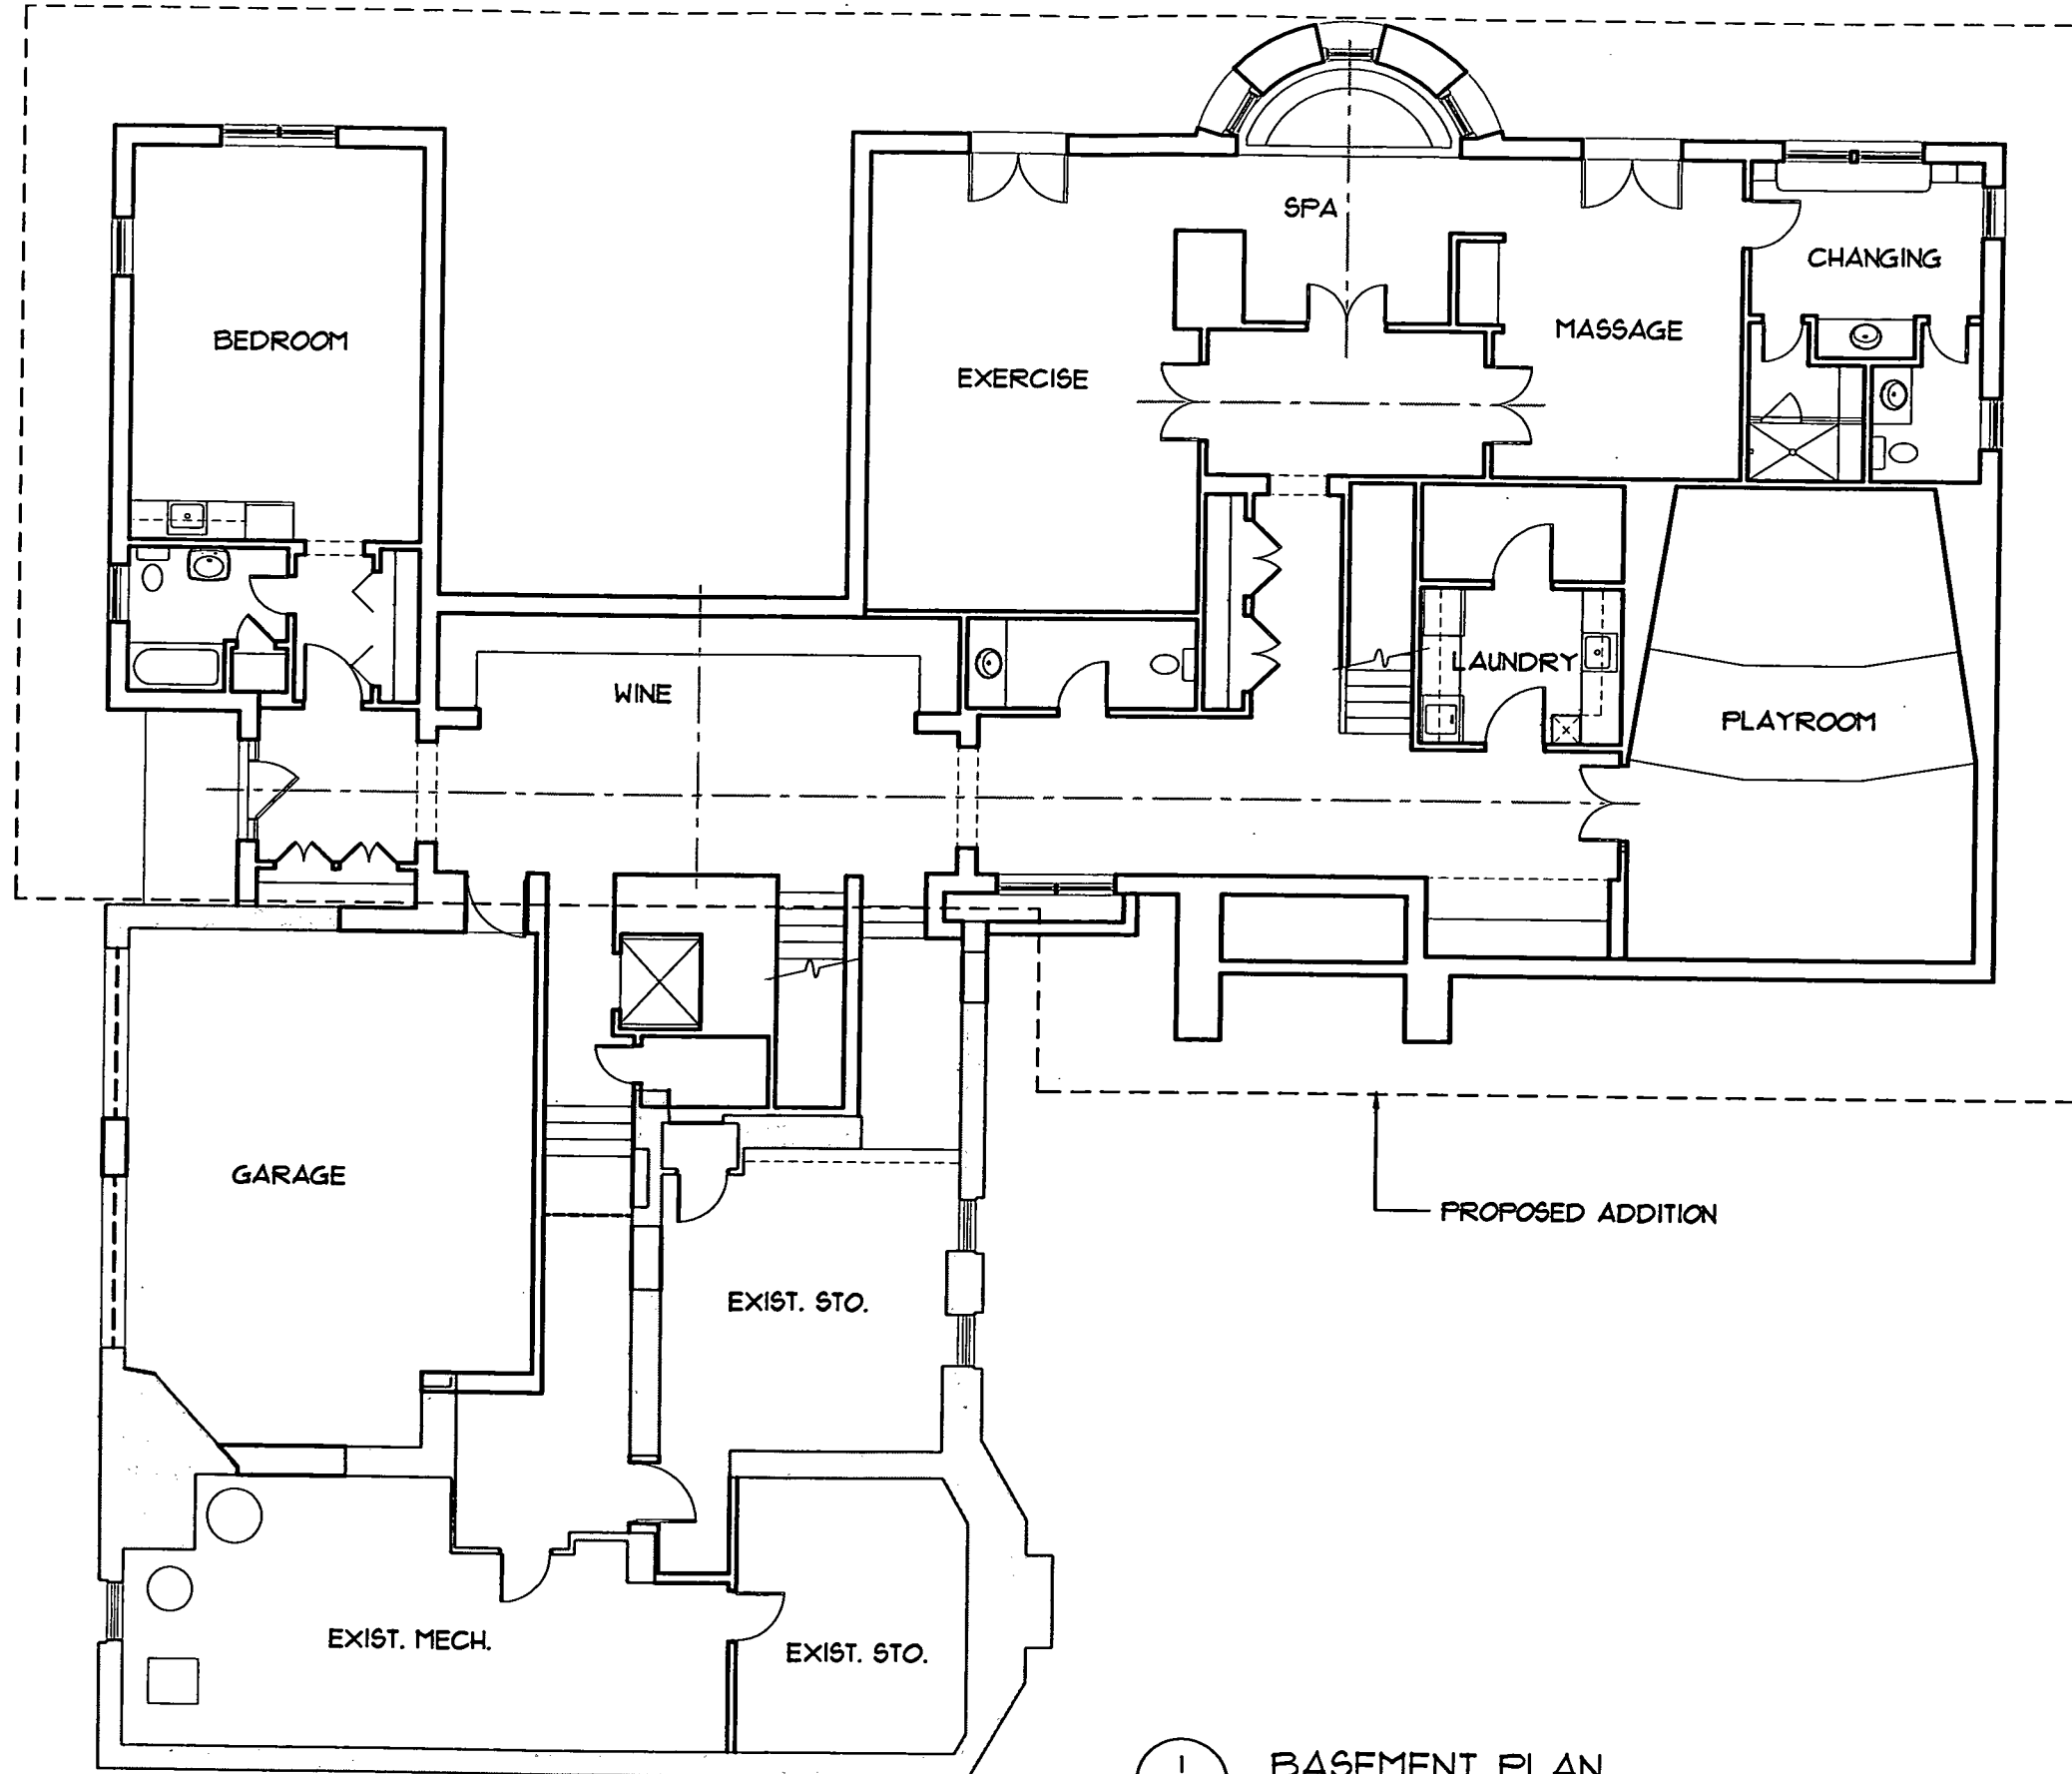 SPA
CHANGING
BEDROOM
MASSAGE
EXERCISE
LAUNDRY
WINE
PLAYROOM
GARAGE
PROPOSED ADDITION
EXIST. STO.
EXIST. MECH.
EXIST. STO.
1
BASEMENT PLAN